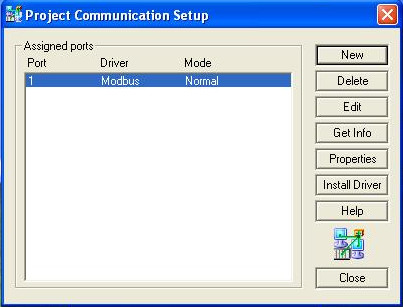 Project Communication Setup
Assigned ports
Port Driver Mode
1 Modbus Normal
New
Delete
Edit
Get Info
Properties
Install Driver
Help
Close